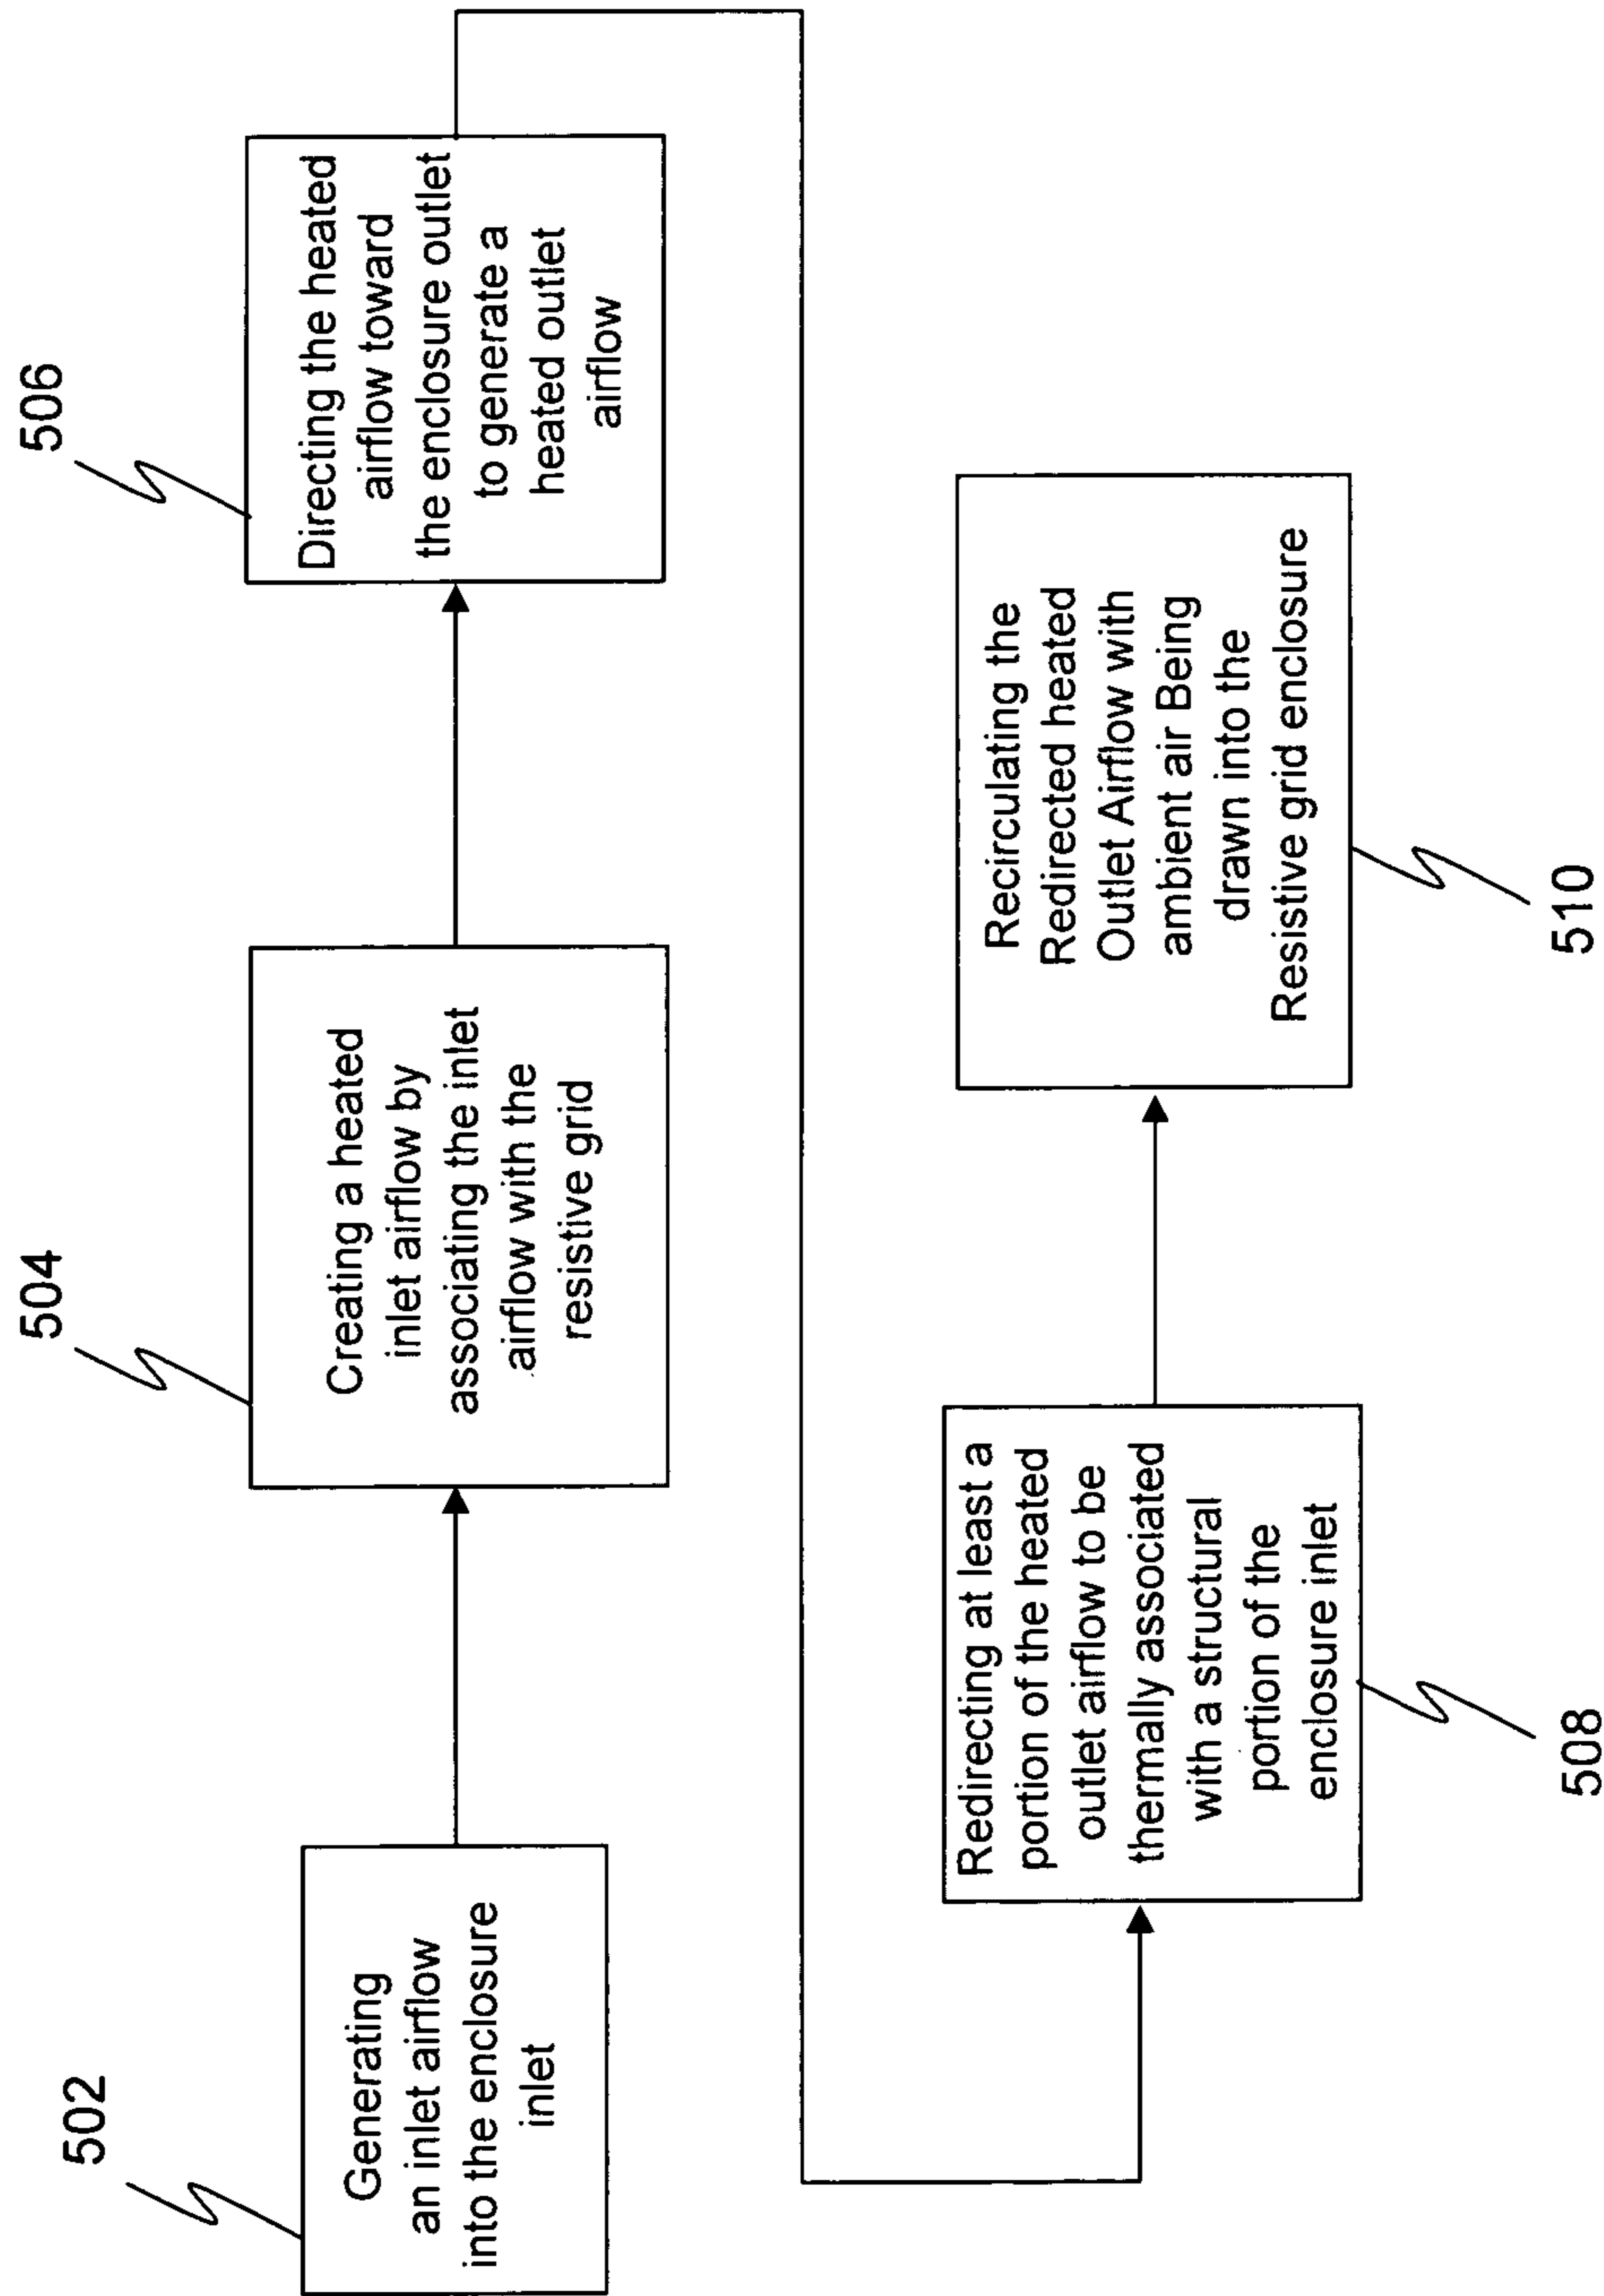 502
Generating
an inlet airflow
into the enclosure
inlet
504
Creating a heated
inlet airflow by
associating the inlet
airflow with the
resistive grid
506
Directing the heated
airflow toward
the enclosure outlet
to generate a
heated outlet
airflow
Redirecting at least a
portion of the heated
outlet airflow to be
thermally associated
with a structural
portion of the
enclosure inlet
508
Recirculating the
Redirected heated
Outlet Airflow with
ambient air Being
drawn into the
Resistive grid enclosure
510